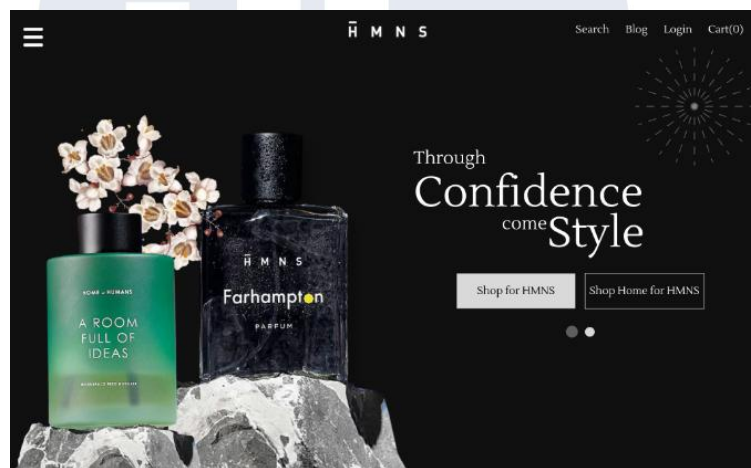 H̄ M N S
Search Blog Login Cart(0)
Through
Confidence
come Style
Shop for HMNS
Shop Home for HMNS
H̄ M N S
Farhampton
PARFUM
HOME for HUMANS
A ROOM
FULL OF
IDEAS